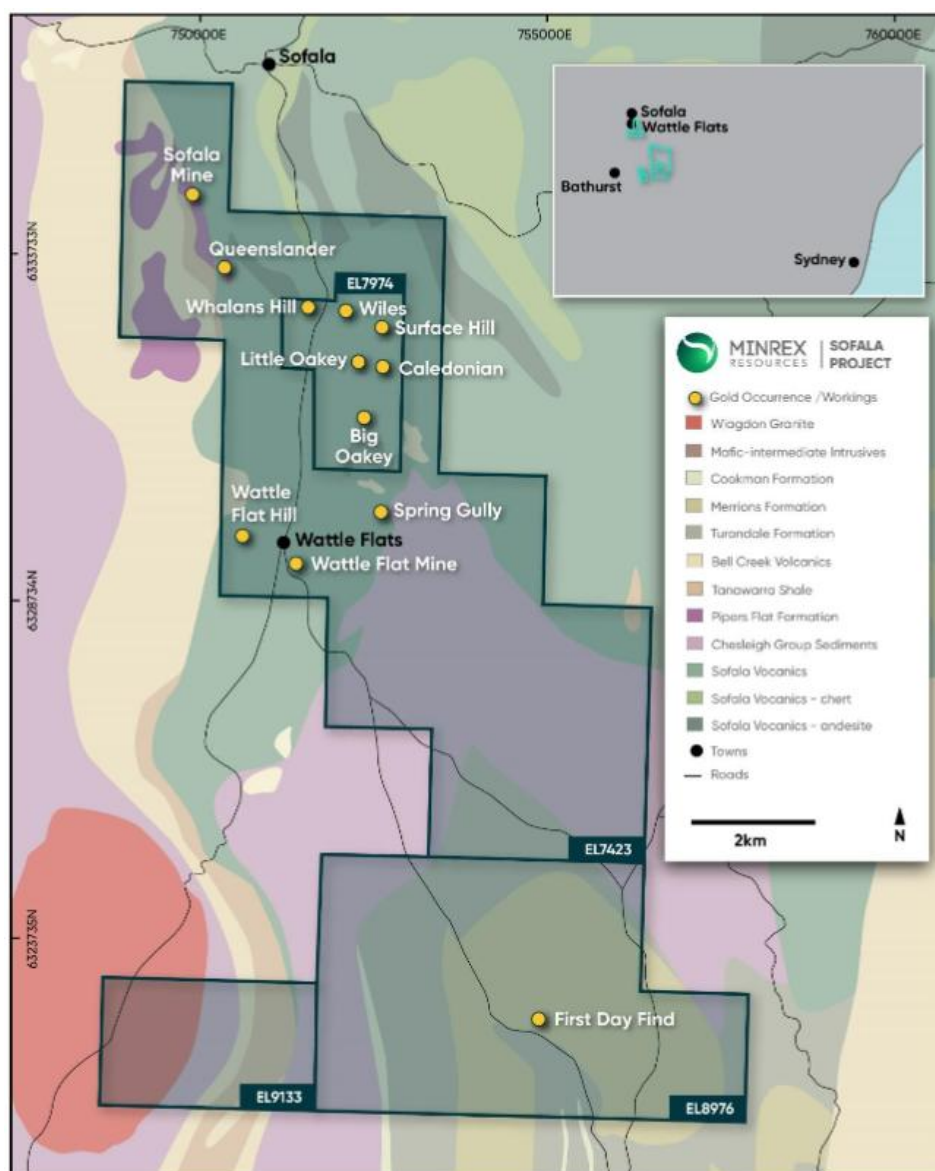 750000E
755000E
760000E
Sofala
Sofala
Wattle Flats
Bathurst
Sydney
Sofala
Mine
6333733N
Queenslander
EL7974
Whalans Hill
Wiles
Surface Hill
Little Oakey
Caledonian
Big
Oakey
Wattle
Flat Hill
Spring Gully
Wattle Flats
Wattle Flat Mine
6328734N
EL7423
6323735N
First Day Find
EL9133
EL8976
MINREX
RESOURCES
SOFALA
PROJECT
Gold Occurrence /Workings
Wiagdon Granite
Mafic-intermediate Intrusives
Cookman Formation
Merrions Formation
Turondale Formation
Bell Creek Volcanics
Tanawarra Shale
Pipers Flat Formation
Chesleigh Group Sediments
Sofala Vocanics
Sofala Vocanics - chert
Sofala Vocanics - andesite
Towns
Roads
2km
N